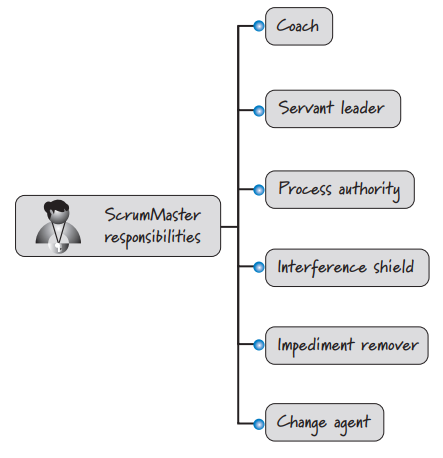 Coach
Servant leader
Process authority
ScrumMaster
responsibilities
Interference shield
Impediment remover
Change agent